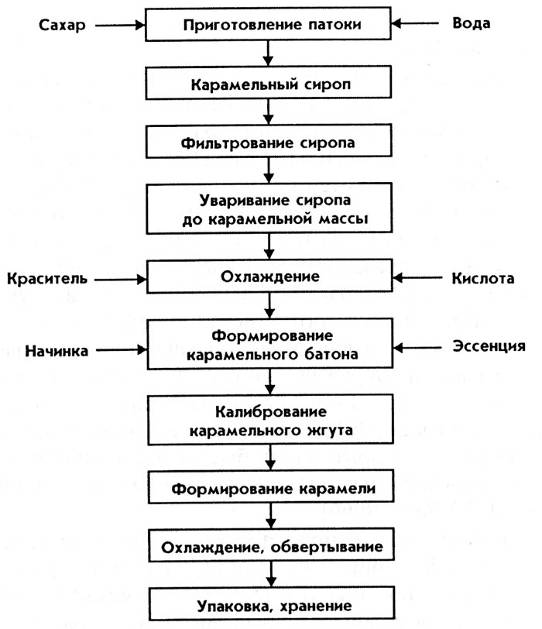 Сахар
Приготовление патоки
Вода
Карамельный сироп
Фильтрование сиропа
Уваривание сиропа
до карамельной массы
Краситель
Охлаждение
Кислота
Начинка
Формирование
карамельного батона
Эссенция
Калибрование
карамельного жгута
Формирование карамели
Охлаждение, обвертывание
Упаковка, хранение